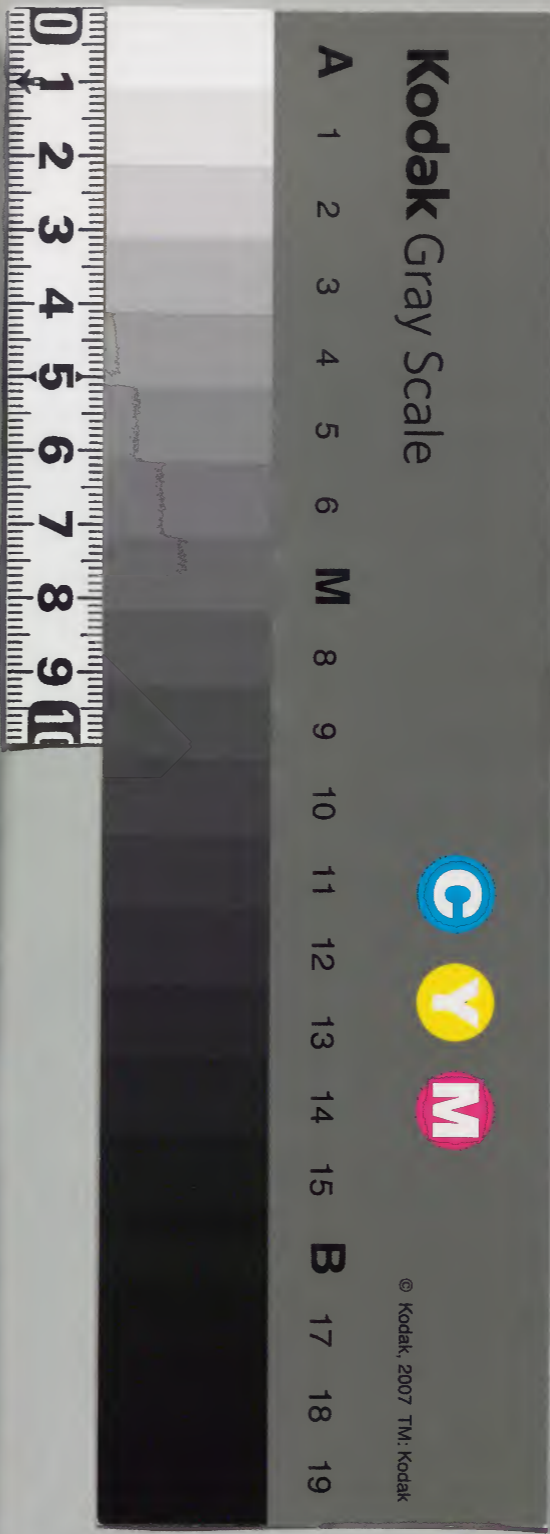 Kodak Gray Scale
C Y M
© Kodak, 2007 TM: Kodak
A 1 2 3 4 5 6 M 8 9 10 11 12 13 14 15 B 17 18 19
0 1 2 3 4 5 6 7 8 9 10